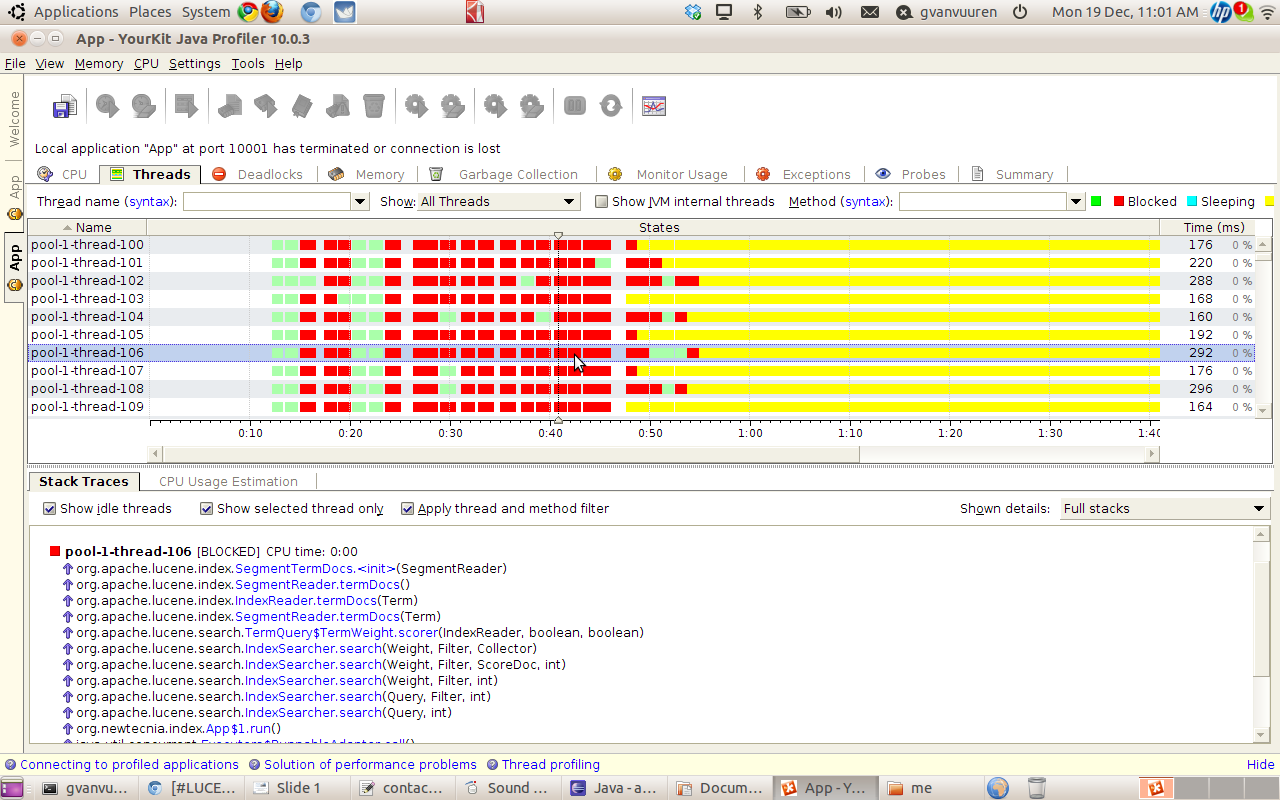 Applications Places System gvanvuuren Mon 19 Dec, 11:01 AM 1
App - YourKit Java Profiler 10.0.3
File View Memory CPU Settings Tools Help
Welcome
App
App
Local application "App" at port 10001 has terminated or connection is lost
CPU Threads Deadlocks Memory Garbage Collection Monitor Usage Exceptions Probes Summary
Thread name (syntax): Show: All Threads Show JVM internal threads Method (syntax): Blocked Sleeping
Name States Time (ms)
pool-1-thread-100 176 0 %
pool-1-thread-101 220 0 %
pool-1-thread-102 288 0 %
pool-1-thread-103 168 0 %
pool-1-thread-104 160 0 %
pool-1-thread-105 192 0 %
pool-1-thread-106 292 0 %
pool-1-thread-107 176 0 %
pool-1-thread-108 296 0 %
pool-1-thread-109 164 0 %
0:10 0:20 0:30 0:40 0:50 1:00 1:10 1:20 1:30 1:40
Stack Traces CPU Usage Estimation
Show idle threads Show selected thread only Apply thread and method filter Shown details: Full stacks
pool-1-thread-106 [BLOCKED] CPU time: 0:00
org.apache.lucene.index.SegmentTermDocs.<init>(SegmentReader)
org.apache.lucene.index.SegmentReader.termDocs()
org.apache.lucene.index.IndexReader.termDocs(Term)
org.apache.lucene.index.SegmentReader.termDocs(Term)
org.apache.lucene.search.TermQuery$TermWeight.scorer(IndexReader, boolean, boolean)
org.apache.lucene.search.IndexSearcher.search(Weight, Filter, Collector)
org.apache.lucene.search.IndexSearcher.search(Weight, Filter, ScoreDoc, int)
org.apache.lucene.search.IndexSearcher.search(Weight, Filter, int)
org.apache.lucene.search.IndexSearcher.search(Query, Filter, int)
org.apache.lucene.search.IndexSearcher.search(Query, int)
org.newtecnia.index.App$1.run()
java.util.concurrent.Executors$RunnableAdapter.call()
Connecting to profiled applications Solution of performance problems Thread profiling Hide
gvanvu... [#LUCE... Slide 1 contac... Sound ... Java - a... Docum... App - Y... me